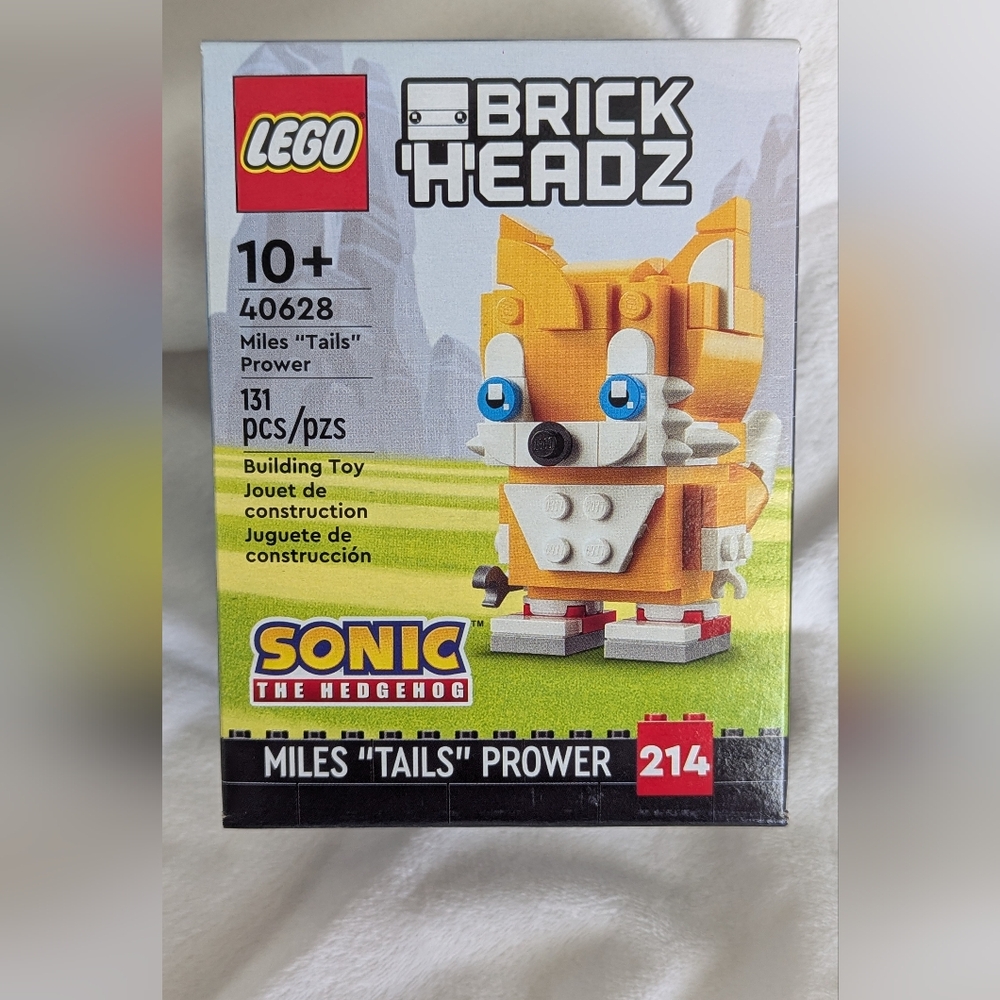 LEGO
BRICK
HEADZ
10+
40628
Miles “Tails”
Prower
131
pcs/pzs
Building Toy
Jouet de
construction
Juguete de
construcción
SONIC™
THE HEDGEHOG
MILES “TAILS” PROWER
214